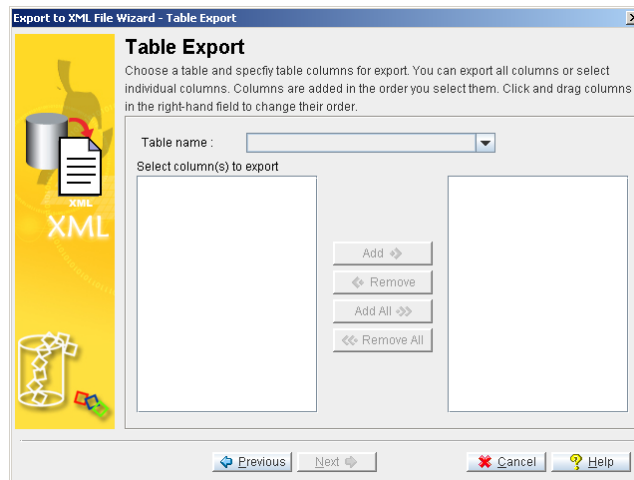 Export to XML File Wizard - Table Export
Table Export
Choose a table and specfiy table columns for export. You can export all columns or select
individual columns. Columns are added in the order you select them. Click and drag columns
in the right-hand field to change their order.
Table name :
Select column(s) to export
XML
XML
Add
Remove
Add All
Remove All
Previous
Next
Cancel
Help